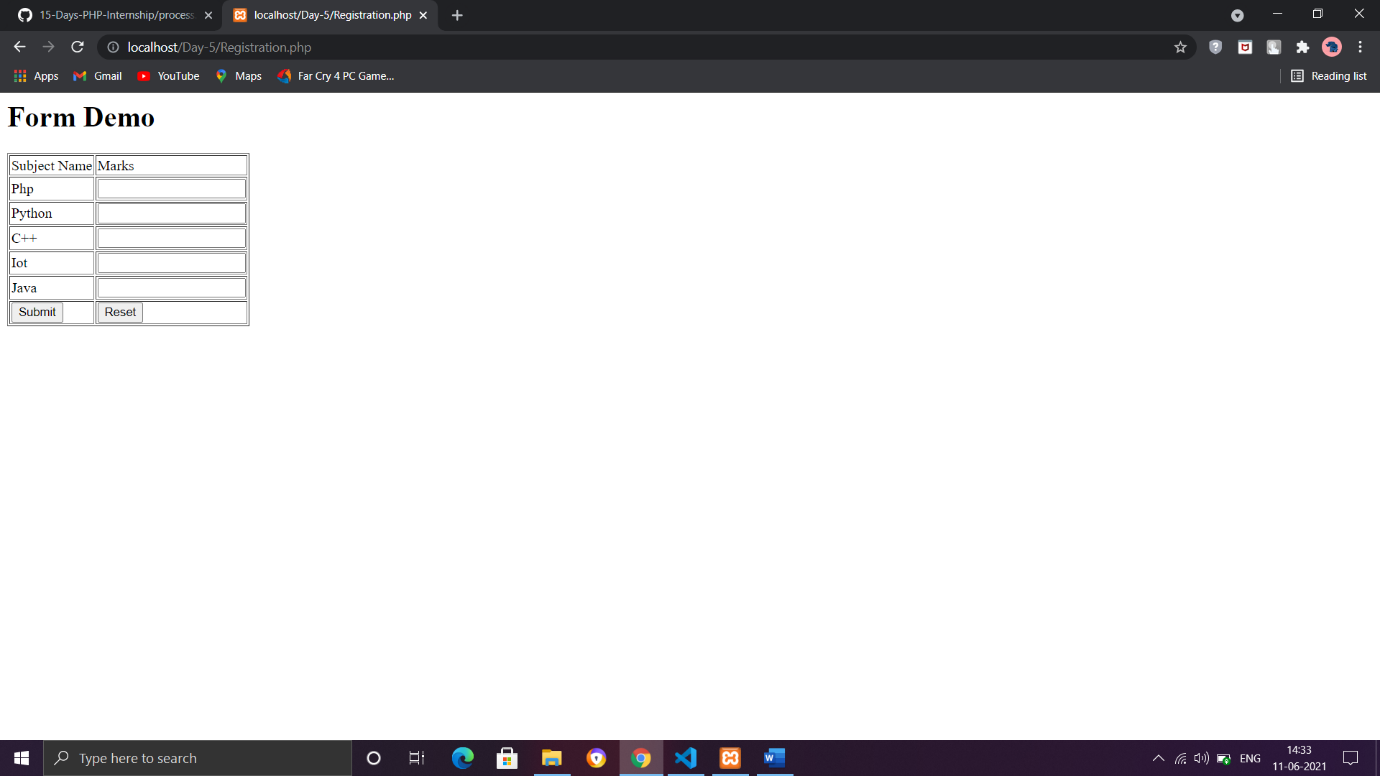 15-Days-PHP-Internship/process
localhost/Day-5/Registration.php
localhost/Day-5/Registration.php
Apps Gmail YouTube Maps Far Cry 4 PC Game... Reading list
Form Demo
Subject Name Marks
Php
Python
C++
Iot
Java
Submit Reset
Type here to search
ENG
14:33
11-06-2021